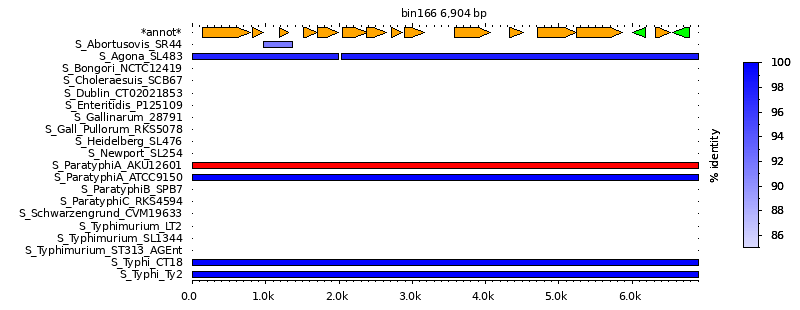 bin166 6,904 bp
*annot*
S_Abortusovis_SR44
S_Agona_SL483
S_Bongori_NCTC12419
S_Choleraesuis_SCB67
S_Dublin_CT02021853
S_Enteritidis_P125109
S_Gallinarum_28791
S_Gall_Pullorum_RKS5078
S_Heidelberg_SL476
S_Newport_SL254
S_ParatyphiA_AKU12601
S_ParatyphiA_ATCC9150
S_ParatyphiB_SPB7
S_ParatyphiC_RKS4594
S_Schwarzengrund_CVM19633
S_Typhimurium_LT2
S_Typhimurium_SL1344
S_Typhimurium_ST313_AGEnt
S_Typhi_CT18
S_Typhi_Ty2
0.0 1.0k 2.0k 3.0k 4.0k 5.0k 6.0k
% identity
100
98
96
94
92
90
88
86